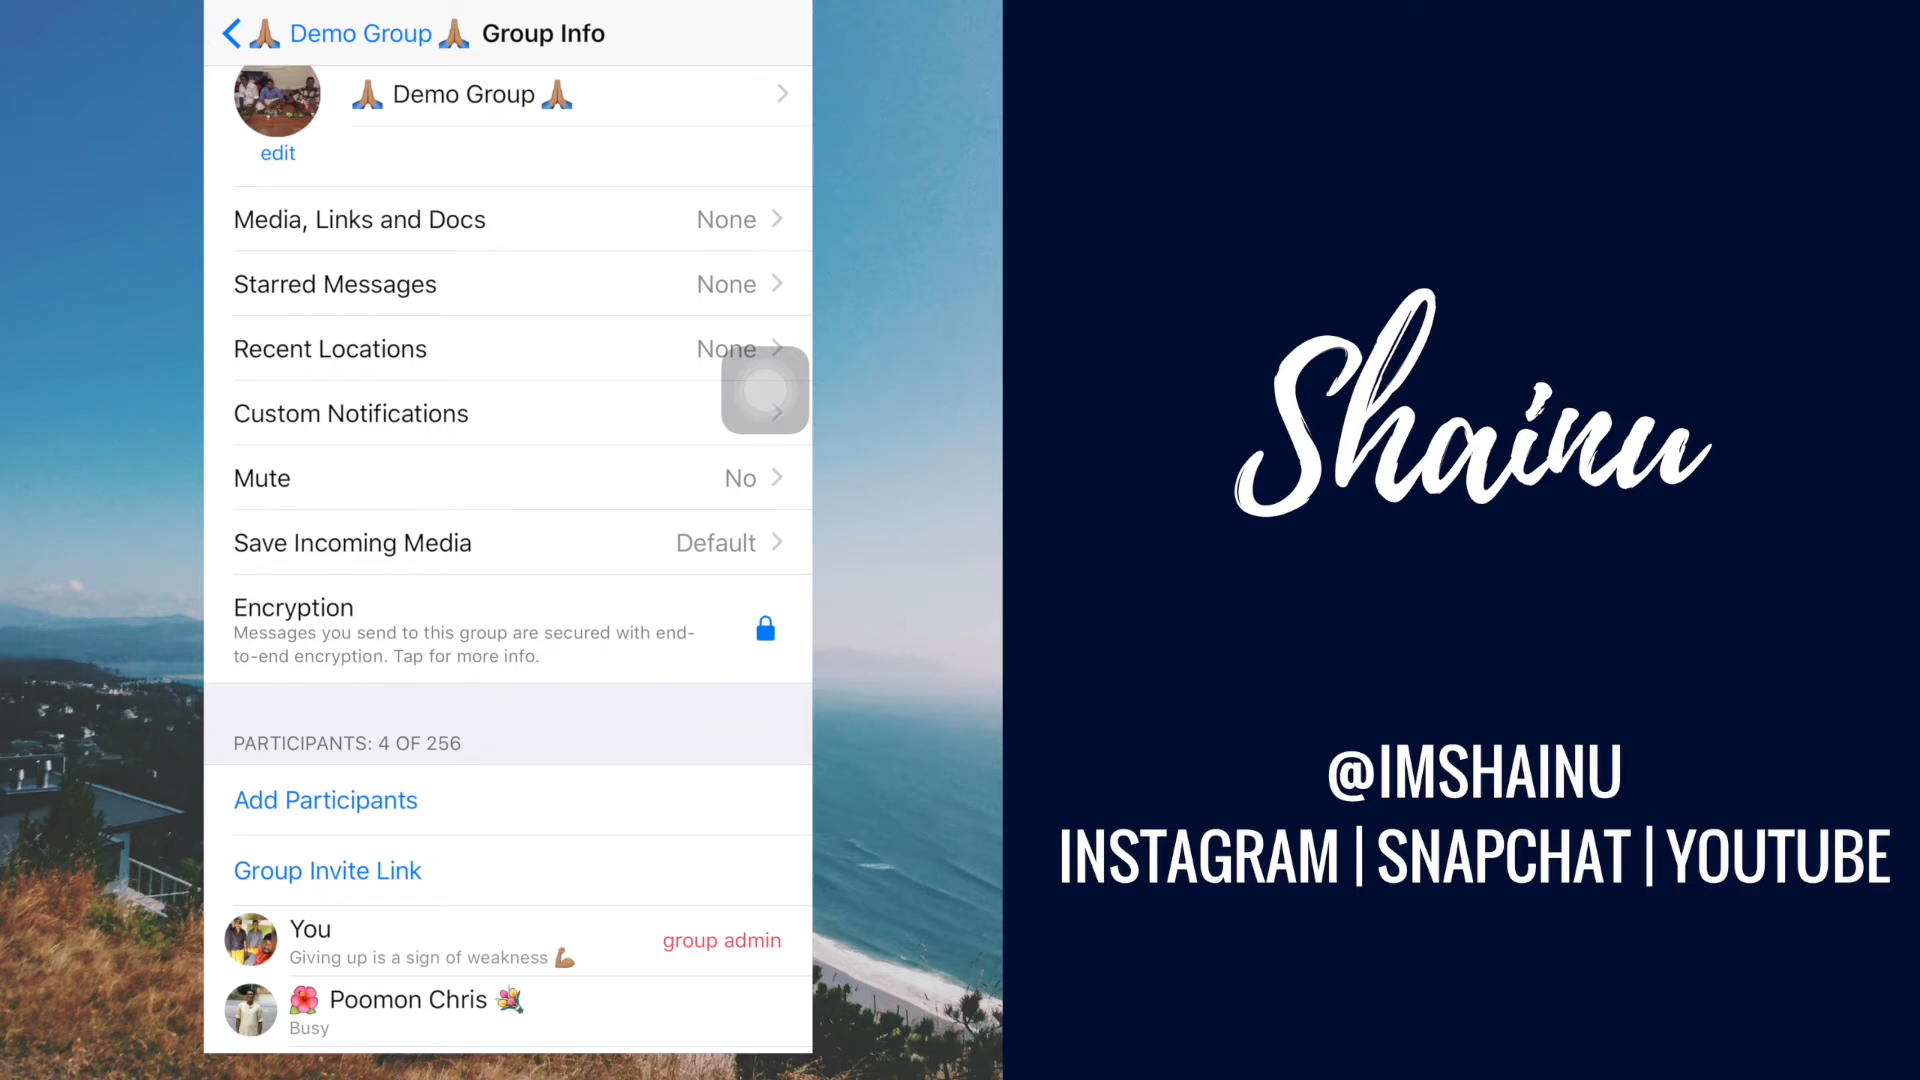 🙏🏽 Demo Group 🙏🏽 Group Info
🙏🏽 Demo Group 🙏🏽
edit
Media, Links and Docs None
Starred Messages None
Recent Locations None
Custom Notifications
Mute No
Save Incoming Media Default
Encryption
Messages you send to this group are secured with end-
to-end encryption. Tap for more info.
PARTICIPANTS: 4 OF 256
Add Participants
Group Invite Link
You
Giving up is a sign of weakness 💪🏽
group admin
🌺 Poomon Chris 💐
Busy
Shainu
@IMSHAINU
INSTAGRAM | SNAPCHAT | YOUTUBE